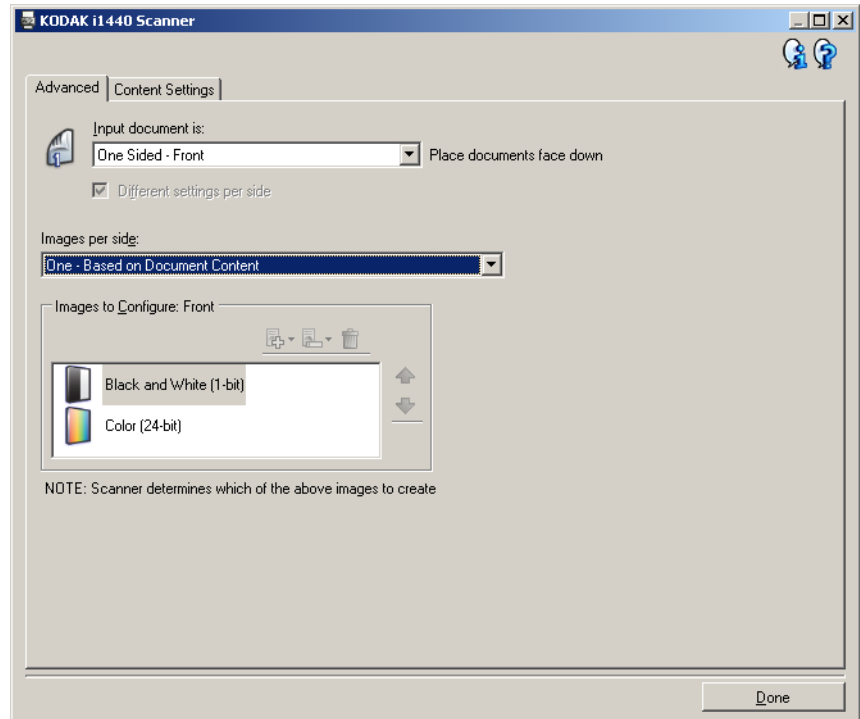 KODAK i1440 Scanner
Advanced
Content Settings
Input document is:
One Sided - Front
Place documents face down
Different settings per side
Images per side:
One - Based on Document Content
Images to Configure: Front
Black and White (1-bit)
Color (24-bit)
NOTE: Scanner determines which of the above images to create
Done